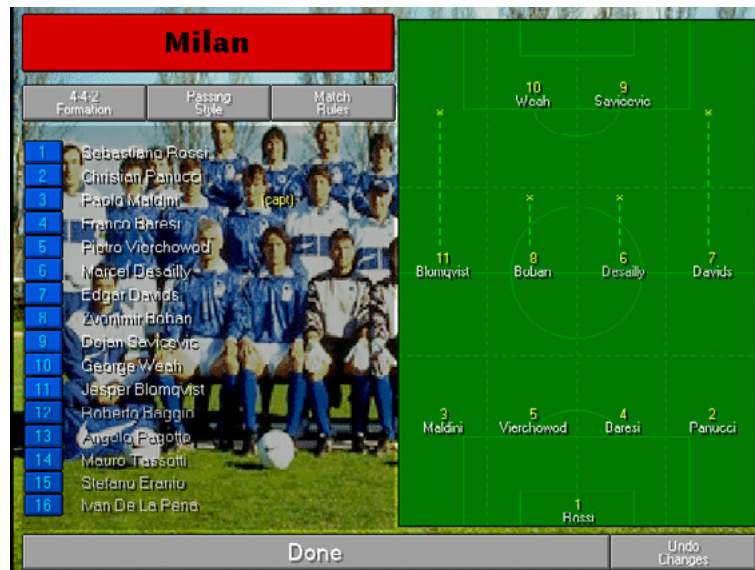 Milan
4-4-2 Formation
Passing Style
Match Rules
1 Sebastiano Rossi
2 Christian Panucci
3 Paolo Maldini (capt)
4 Franco Baresi
5 Pietro Vierchowod
6 Marcel Desailly
7 Edgar Davids
8 Zvonimir Boban
9 Dejan Savicevic
10 George Weah
11 Jesper Blomqvist
12 Roberto Baggio
13 Angelo Pagotto
14 Mauro Tassotti
15 Stefano Eranio
16 Ivan De La Pena
10 9
Weah Savicevic
11 8 6 7
Blomqvist Boban Desailly Davids
3 5 4 2
Maldini Vierchowod Baresi Panucci
1
Rossi
Done
Undo Changes